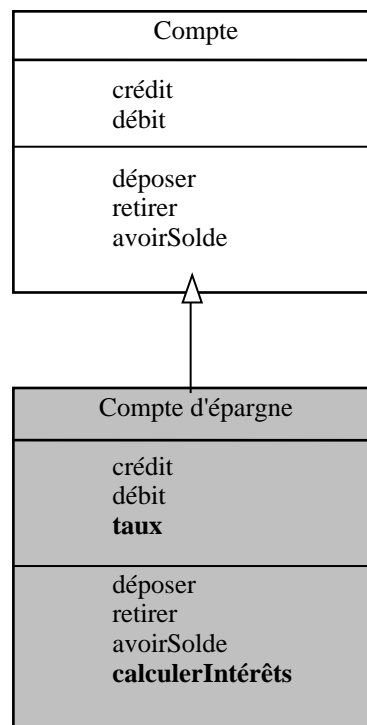 Compte
crédit
débit
déposer
retirer
avoirSolde
Compte d'épargne
crédit
débit
taux
déposer
retirer
avoirSolde
calculerIntérêts